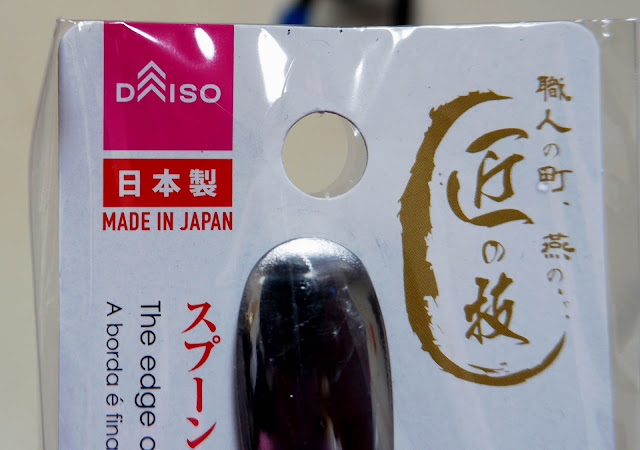 DAISO
日本製
MADE IN JAPAN
職人の町、燕の…
匠の技
スプーン
The edge o
A borda é fina